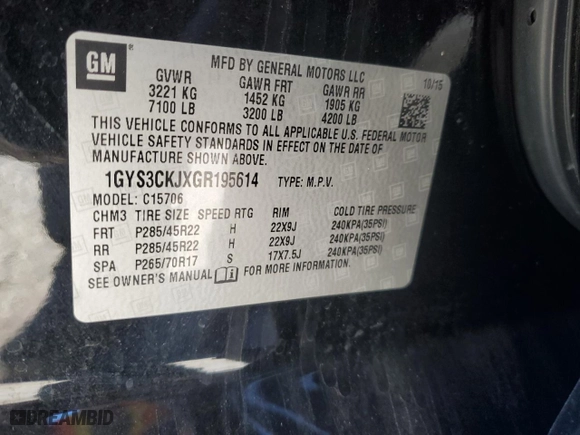 GM
®
MFD BY GENERAL MOTORS LLC
10/15
GVWR GAWR FRT GAWR RR
3221 KG 1452 KG 1905 KG
7100 LB 3200 LB 4200 LB
THIS VEHICLE CONFORMS TO ALL APPLICABLE U.S. FEDERAL MOTOR
VEHICLE SAFETY STANDARDS IN EFFECT ON THE DATE OF
MANUFACTURE SHOWN ABOVE.
1GYS3CKJXGR195614 TYPE: M.P.V.
MODEL: C15706
CHM3 TIRE SIZE SPEED RTG RIM COLD TIRE PRESSURE
FRT P285/45R22 H 22X9J 240KPA(35PSI)
RR P285/45R22 H 22X9J 240KPA(35PSI)
SPA P265/70R17 S 17X7.5J 240KPA(35PSI)
SEE OWNER'S MANUAL FOR MORE INFORMATION.
DREAMBID